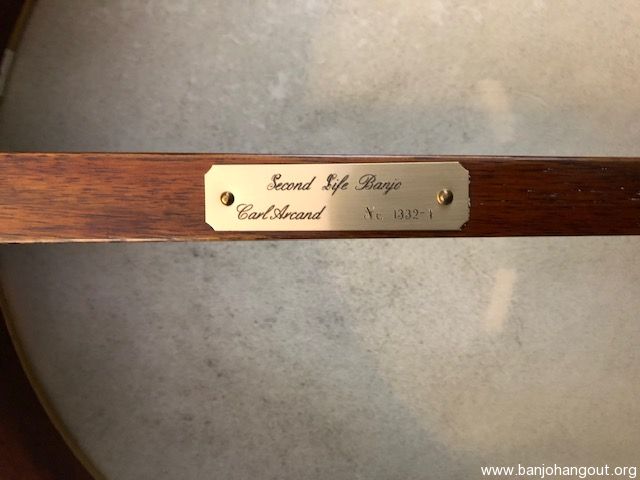 Second Life Banjo
Carl Arcand No. 1332-1
www.banjohangout.org